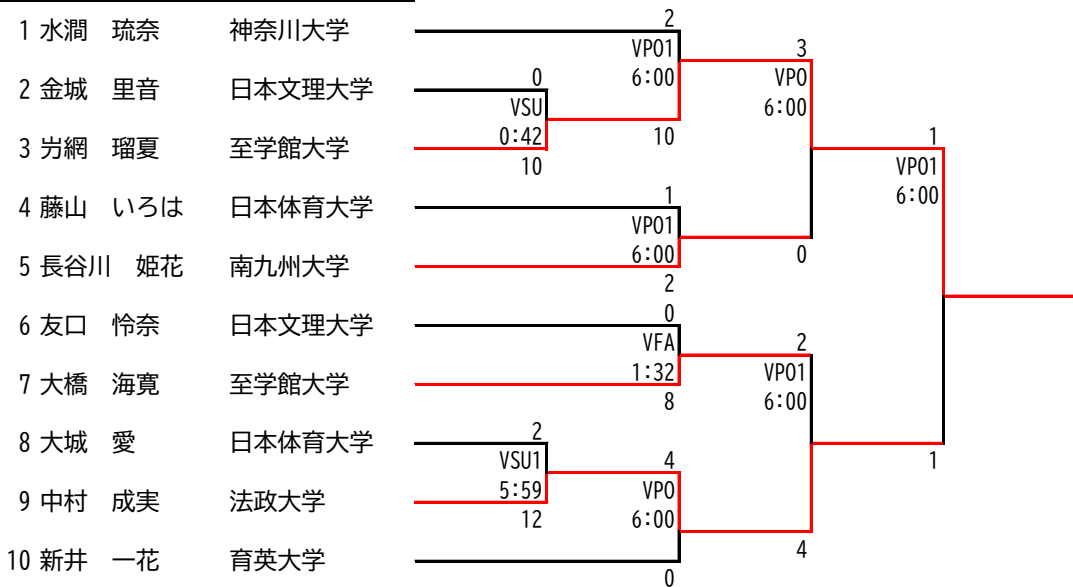 1 水澗 琉奈 神奈川大学
2 金城 里音 日本文理大学
3 屶網 瑠夏 至学館大学
4 藤山 いろは 日本体育大学
5 長谷川 姫花 南九州大学
6 友口 怜奈 日本文理大学
7 大橋 海寛 至学館大学
8 大城 愛 日本体育大学
9 中村 成実 法政大学
10 新井 一花 育英大学
0
VSU
0:42
10
2
VSU1
5:59
12
2
VPO1
6:00
10
1
VPO1
6:00
2
0
VFA
1:32
8
4
VPO
6:00
0
3
VPO
6:00
0
2
VPO1
6:00
4
1
VPO1
6:00
1